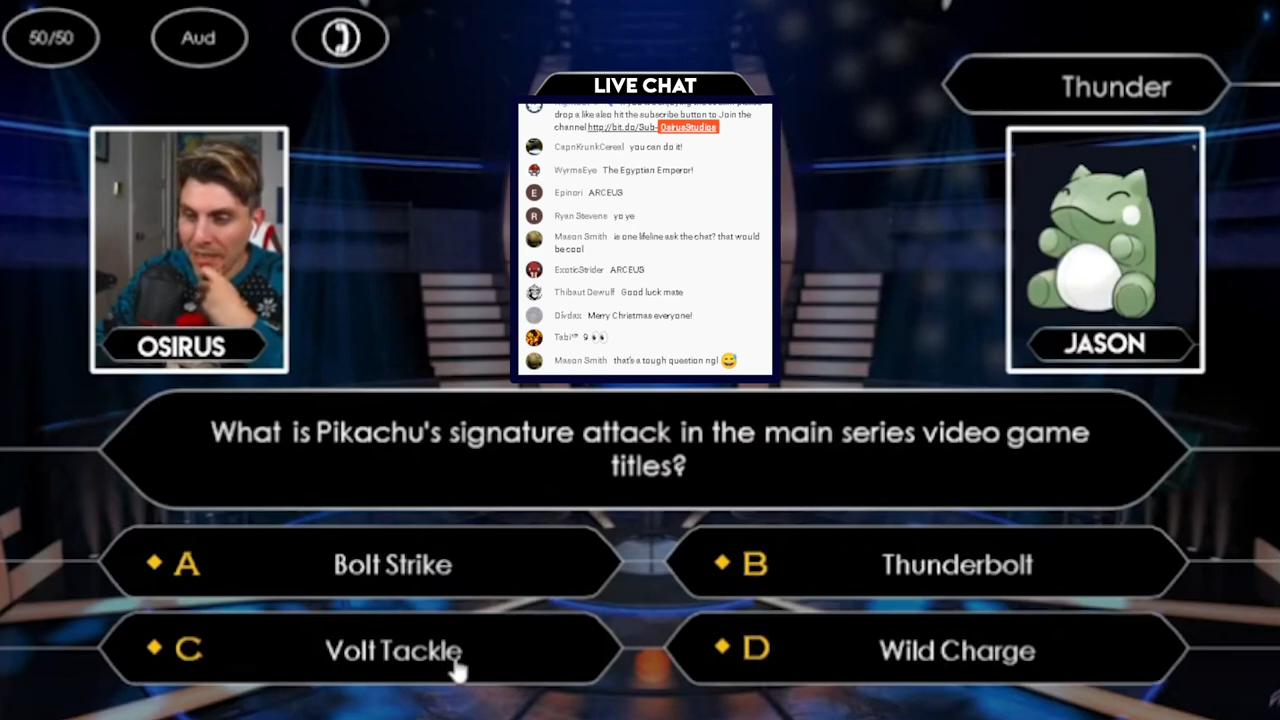 50/50
Aud
Thunder
LIVE CHAT
drop a like also hit the subscribe button to Join the
channel http://bit.do/Sub-OsirusStudios
CapnKrunkCereal you can do it!
WyrmsEye The Egyptian Emperor!
E Epinori ARCEUS
R Ryan Stevens yo ye
Mason Smith is one lifeline ask the chat? that would
be cool
ExoticStrider ARCEUS
Thibaut Dewulf Good luck mate
Divdax Merry Christmas everyone!
Tabi 9 👀
Mason Smith that's a tough question ngl 😅
OSIRUS
JASON
What is Pikachu's signature attack in the main series video game
titles?
A Bolt Strike
B Thunderbolt
C Volt Tackle
D Wild Charge